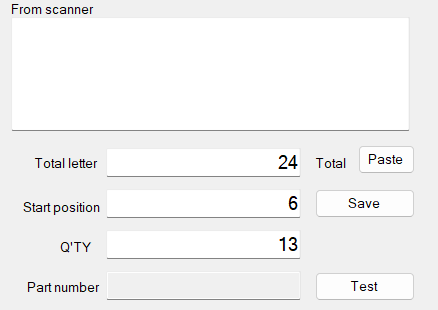 From scanner
Total letter 24 Total Paste
Start position 6 Save
Q'TY 13
Part number Test